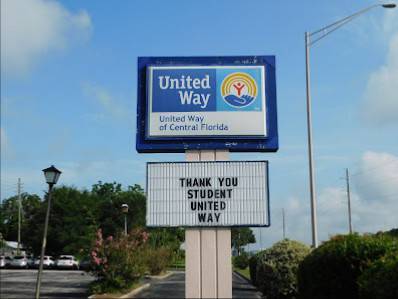 United
Way
United Way
of Central Florida
THANK YOU
STUDENT
UNITED
WAY